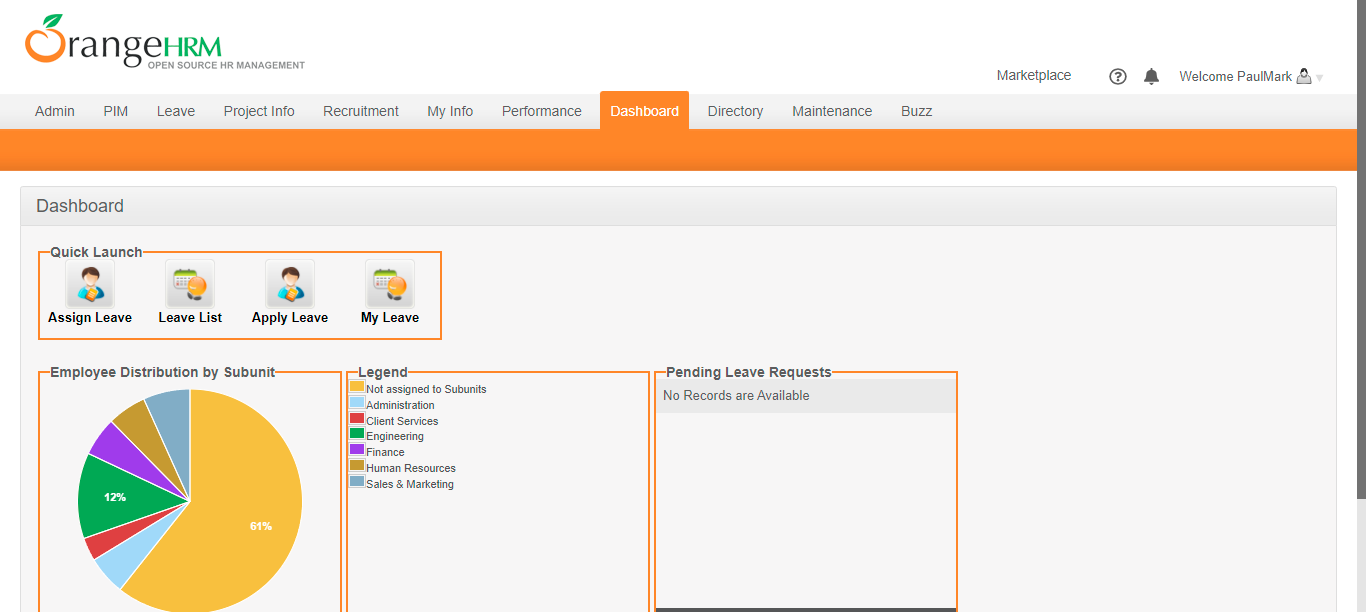 OrangeHRM
OPEN SOURCE HR MANAGEMENT
Marketplace ? Welcome PaulMark
Admin PIM Leave Project Info Recruitment My Info Performance Dashboard Directory Maintenance Buzz
Dashboard
Quick Launch
Assign Leave Leave List Apply Leave My Leave
Employee Distribution by Subunit
12%
61%
Legend
Not assigned to Subunits
Administration
Client Services
Engineering
Finance
Human Resources
Sales & Marketing
Pending Leave Requests
No Records are Available